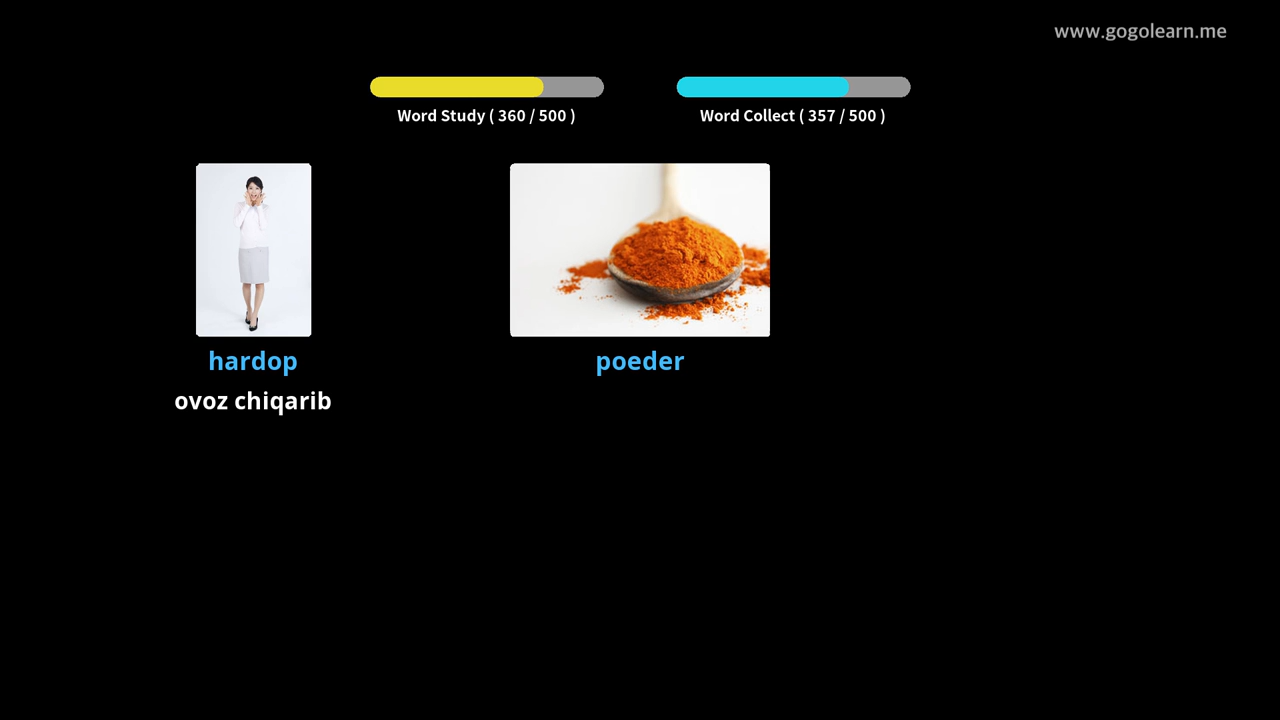 www.gogolearn.me
Word Study ( 360 / 500 )
Word Collect ( 357 / 500 )
hardop
ovoz chiqarib
poeder